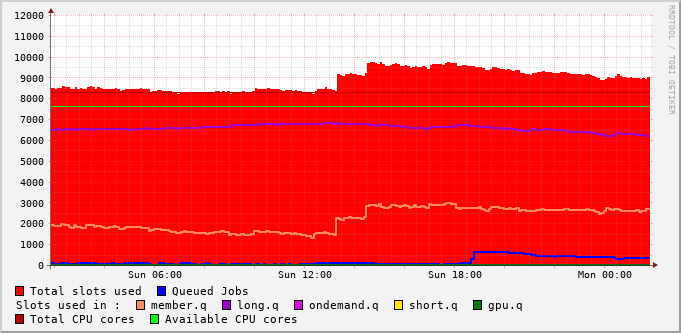 12000
11000
10000
9000
8000
7000
6000
5000
4000
3000
2000
1000
0
Sun 06:00 Sun 12:00 Sun 18:00 Mon 00:00
RRDTOOL / TOBI OETIKER
Total slots used Queued Jobs
Slots used in : member.q long.q ondemand.q short.q gpu.q
Total CPU cores Available CPU cores